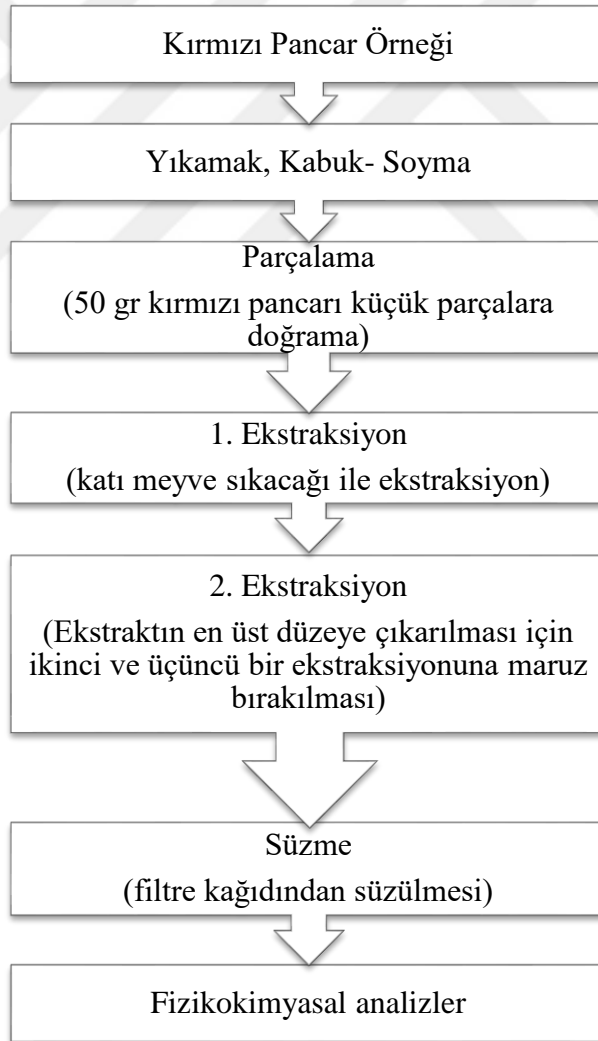 Kırmızı Pancar Örneği
Yıkamak, Kabuk- Soyma
Parçalama
(50 gr kırmızı pancarı küçük parçalara
doğrama)
1. Ekstraksiyon
(katı meyve sıkacağı ile ekstraksiyon)
2. Ekstraksiyon
(Ekstraktın en üst düzeye çıkarılması için
ikinci ve üçüncü bir ekstraksiyonuna maruz
bırakılması)
Süzme
(filtre kağıdından süzülmesi)
Fizikokimyasal analizler